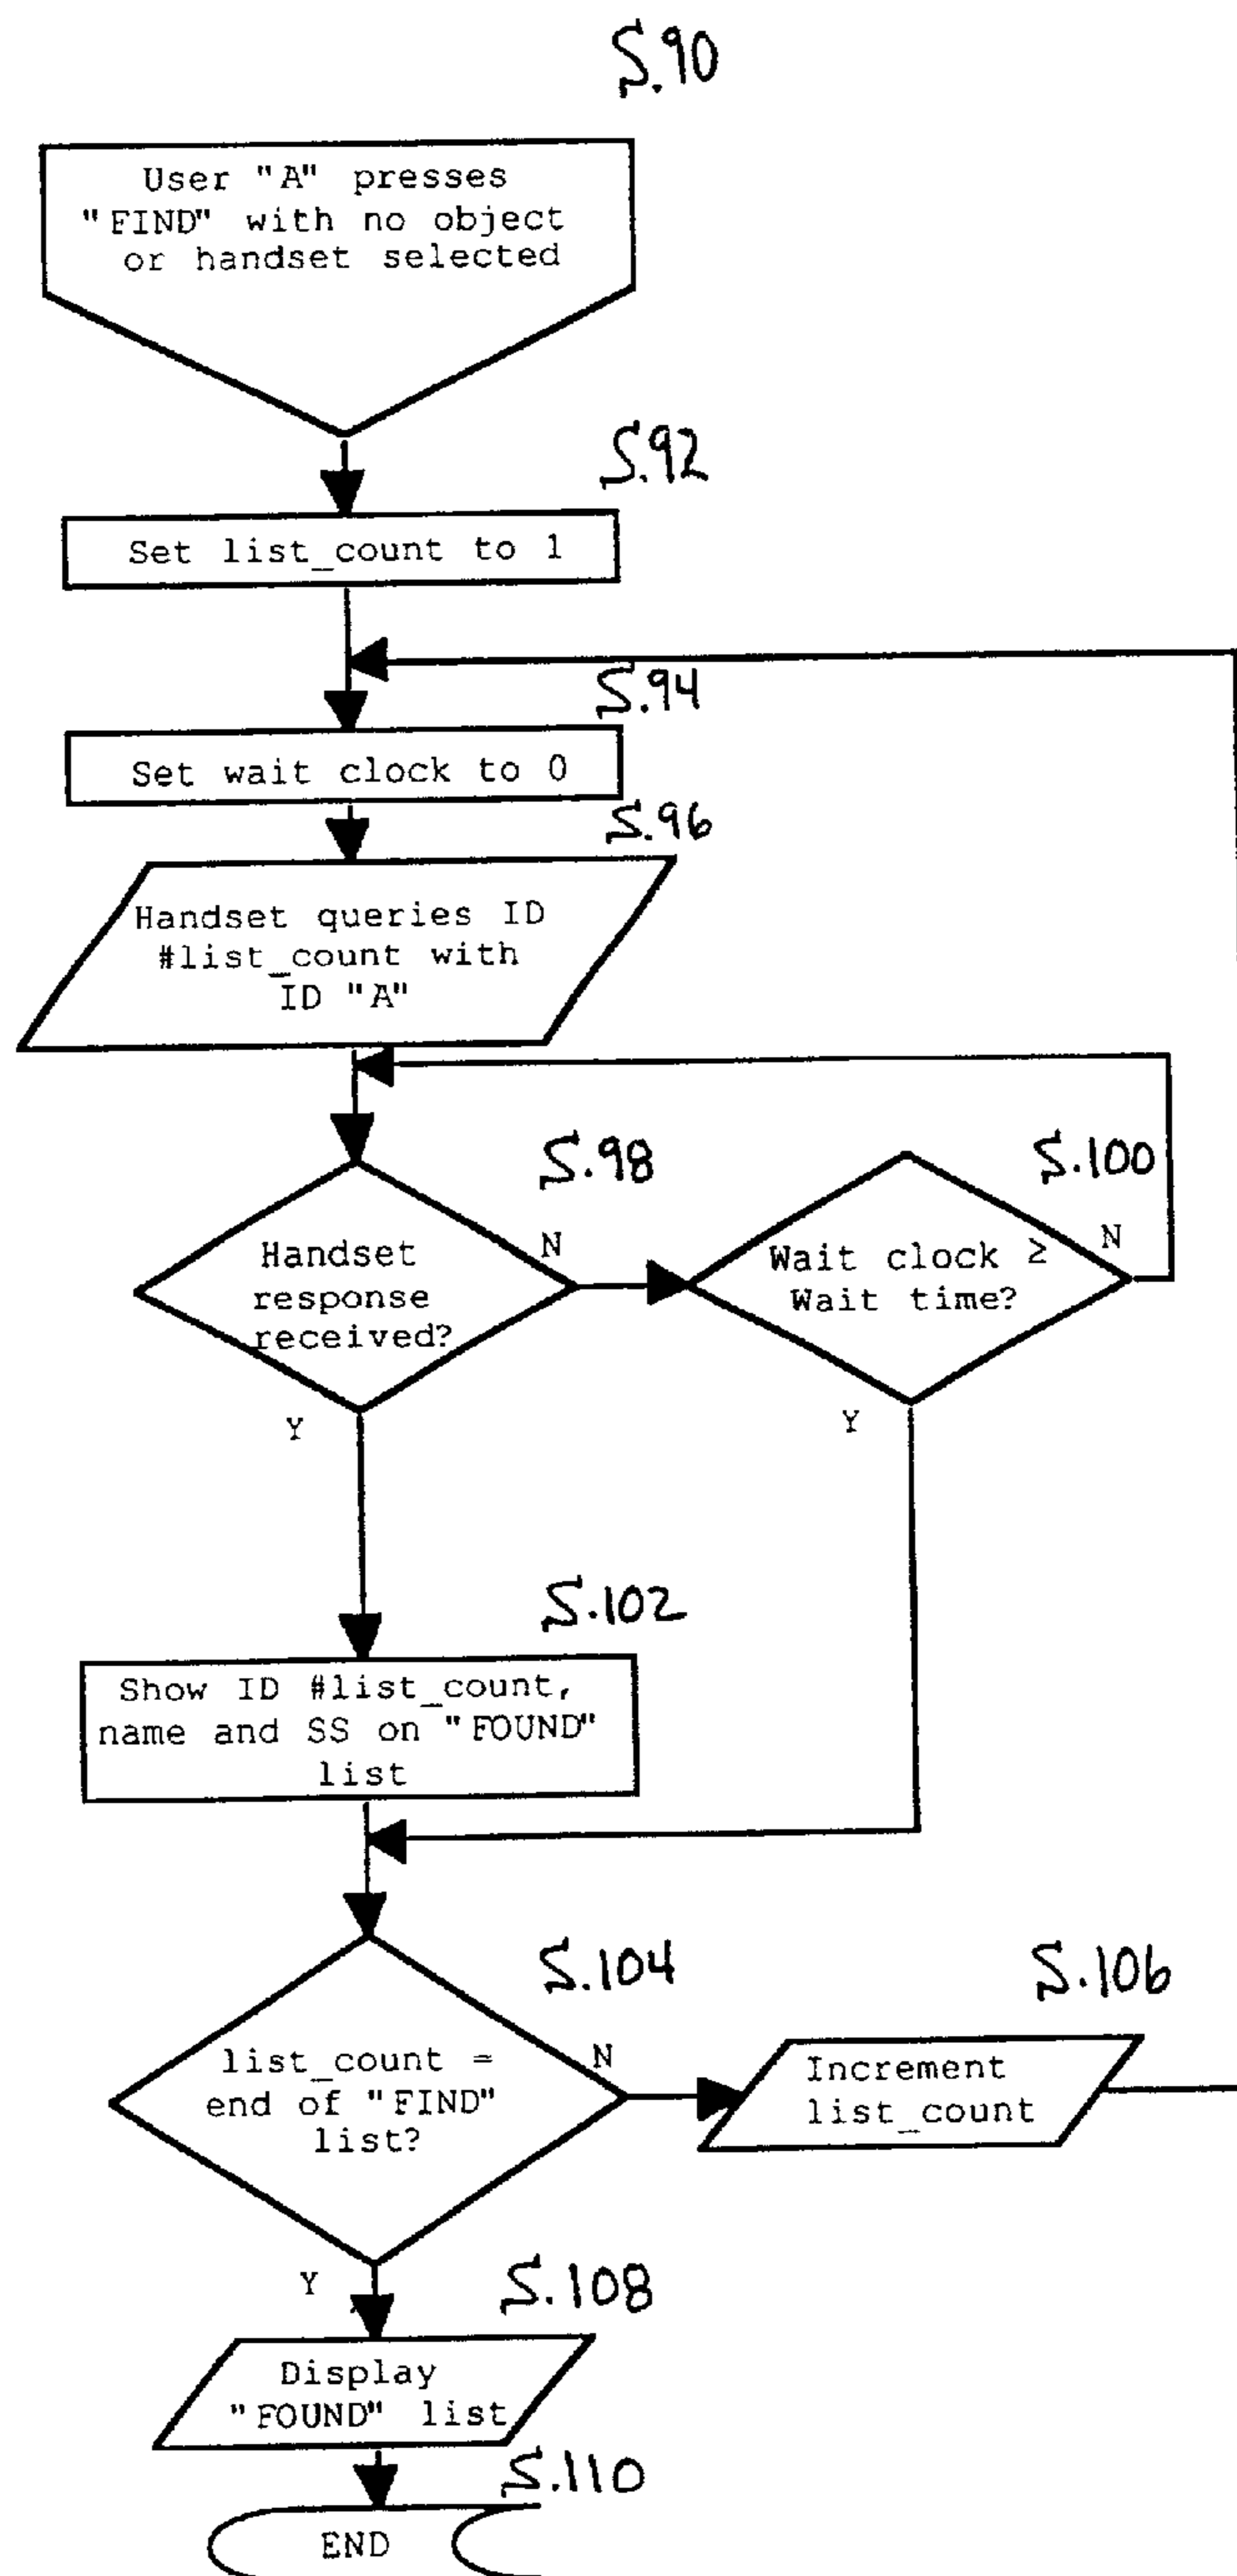 S.90
User "A" presses
"FIND" with no object
or handset selected
S.92
Set list_count to 1
S.94
Set wait clock to 0
S.96
Handset queries ID
#list_count with
ID "A"
S.98
Handset
response
received?
N
Y
S.100
Wait clock ≥
Wait time?
N
Y
S.102
Show ID #list_count,
name and SS on "FOUND"
list
S.104
list_count =
end of "FIND"
list?
N
Y
S.106
Increment
list_count
S.108
Display
"FOUND" list
S.110
END